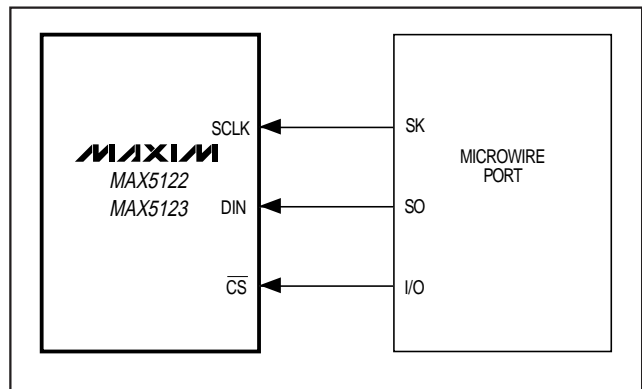 SCLK
MAXIM
MAX5122
MAX5123
DIN
CS
SK
MICROWIRE
PORT
SO
I/O